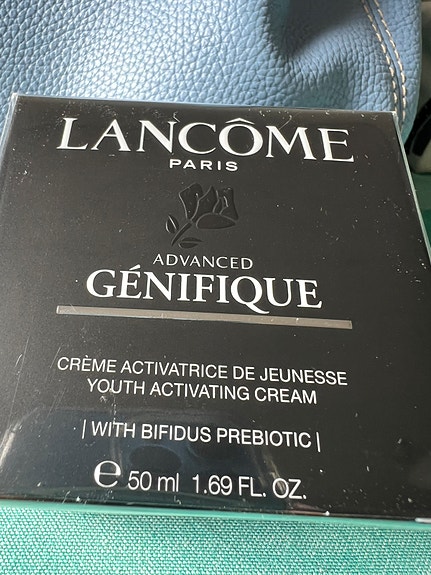 LANCÔME
PARIS
ADVANCED
GÉNIFIQUE
CRÈME ACTIVATRICE DE JEUNESSE
YOUTH ACTIVATING CREAM
| WITH BIFIDUS PREBIOTIC |
e 50 ml 1.69 FL. OZ.